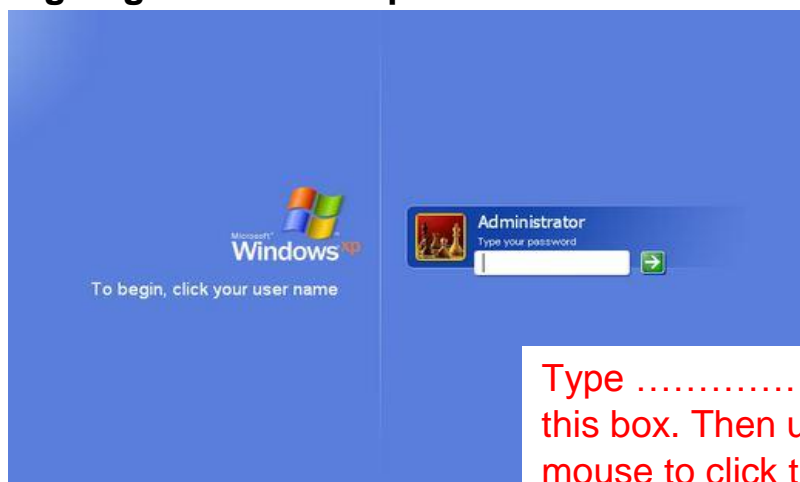 Administrator
Type your password
Microsoft®
Windows xp
To begin, click your user name
Type ………….
this box. Then u
mouse to click t